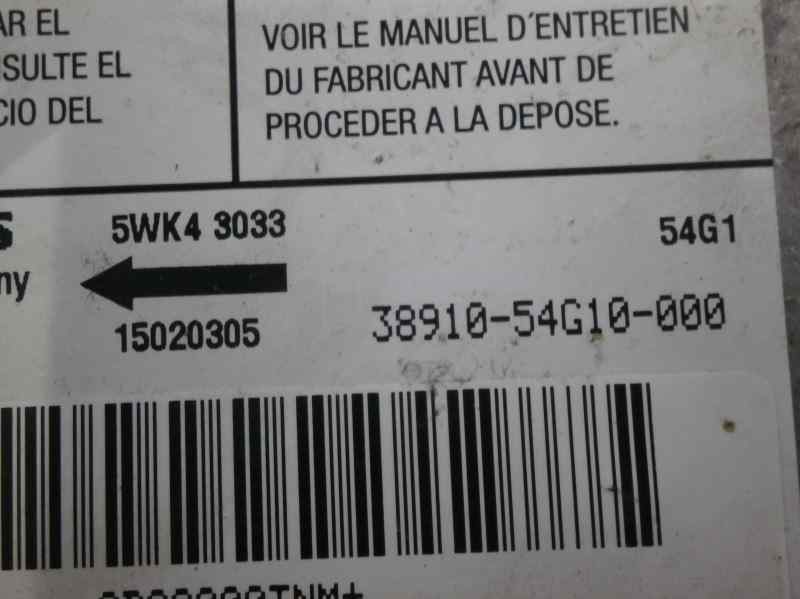 AR EL
SULTE EL
CIO DEL
VOIR LE MANUEL D'ENTRETIEN
DU FABRICANT AVANT DE
PROCEDER A LA DEPOSE.
S
ny
5WK4 3033
15020305
54G1
38910-54G10-000